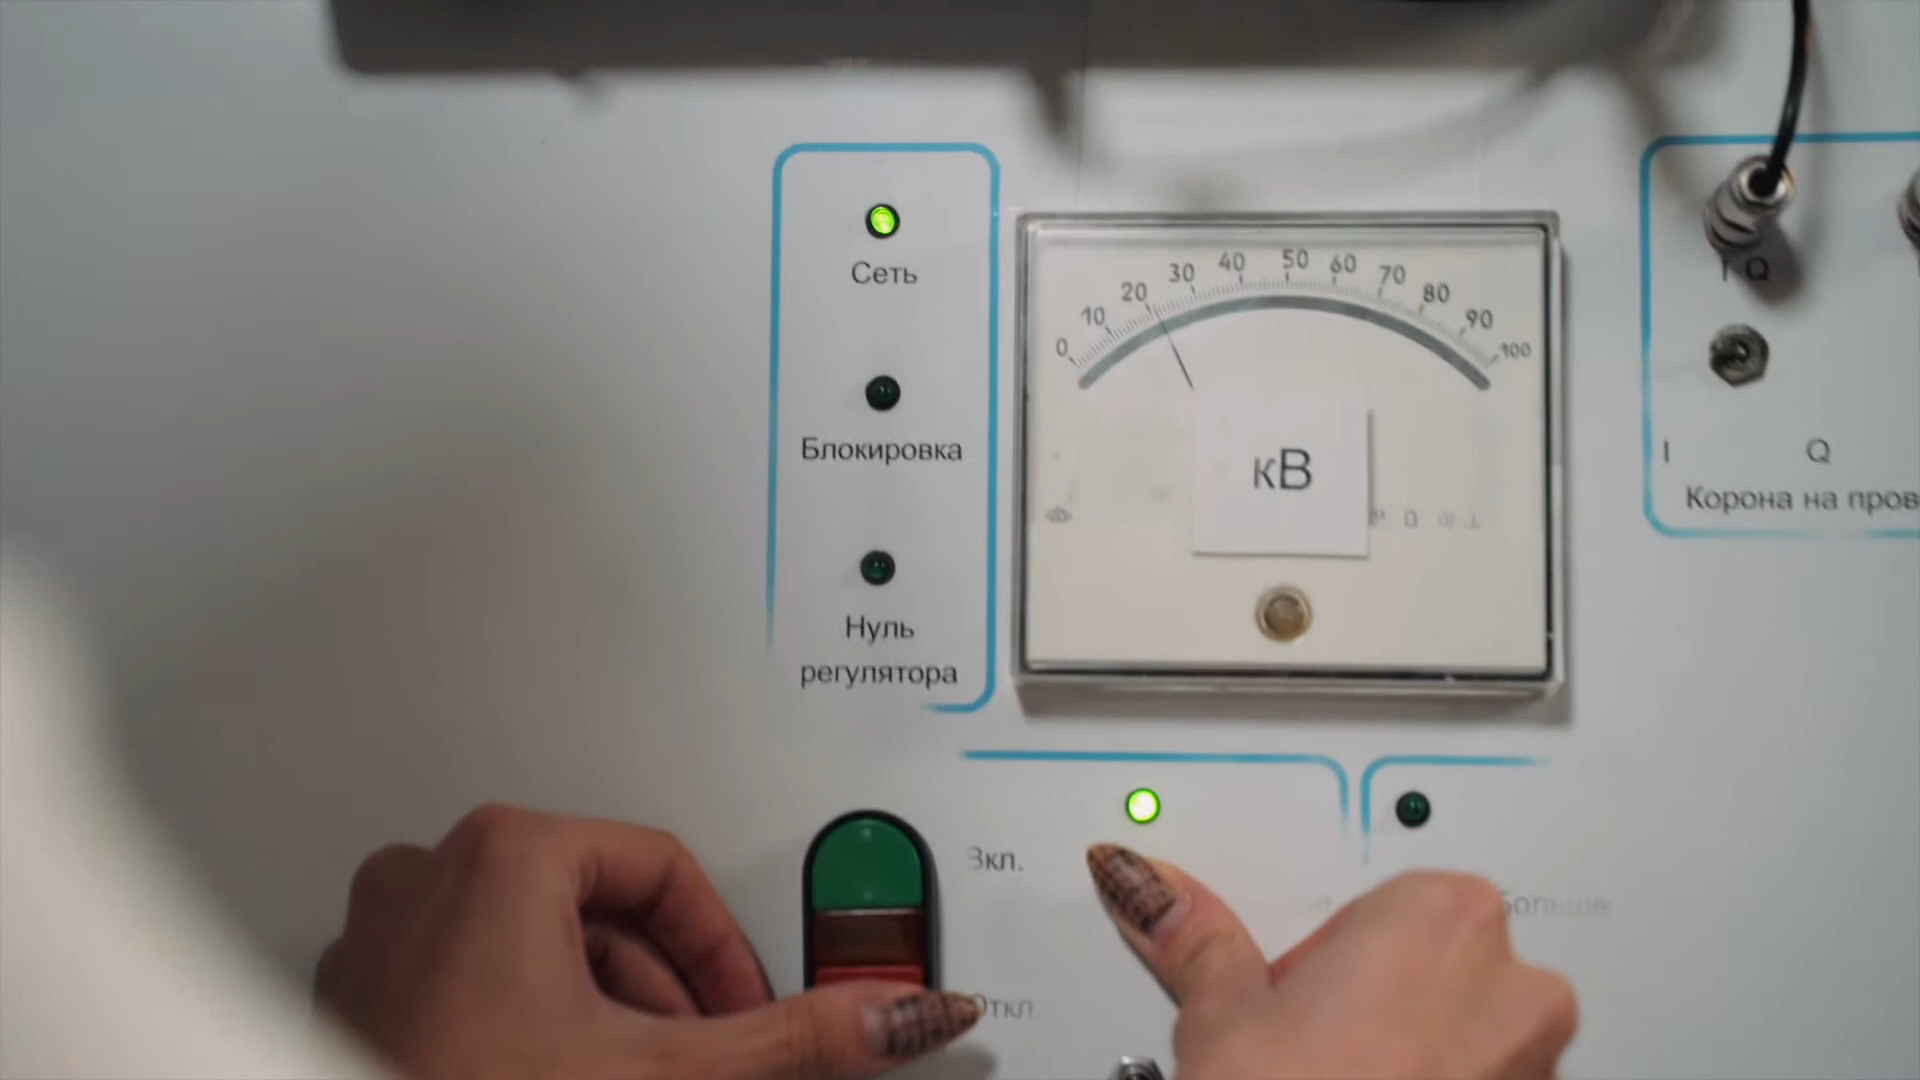 Сеть
Блокировка
Нуль
регулятора
0 10 20 30 40 50 60 70 80 90 100
кВ
I Q
I Q
Корона на пров
Вкл.
Откл.
Больше